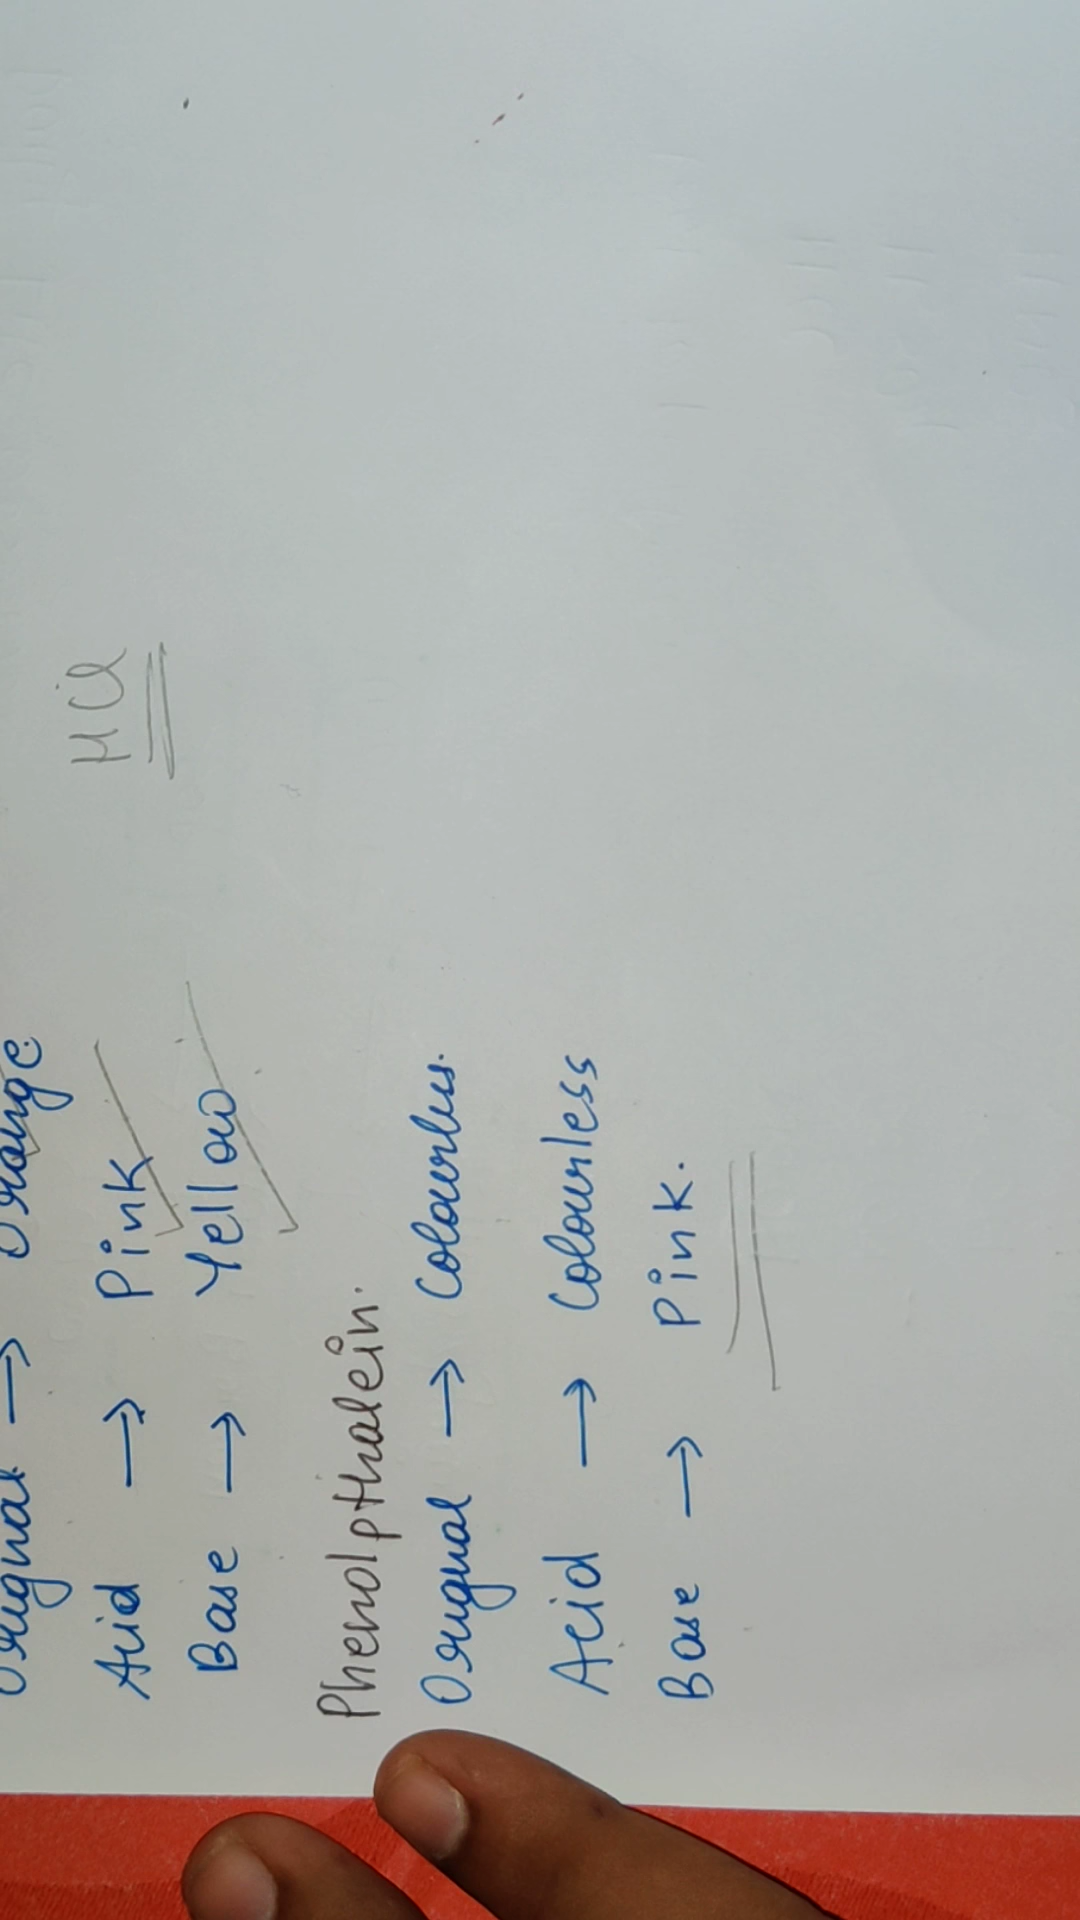 Original → Orange
Acid → Pink
Base → Yellow
HCl
Phenolpthalein.
Original → Colourless.
Acid → Colourless
Base → Pink.